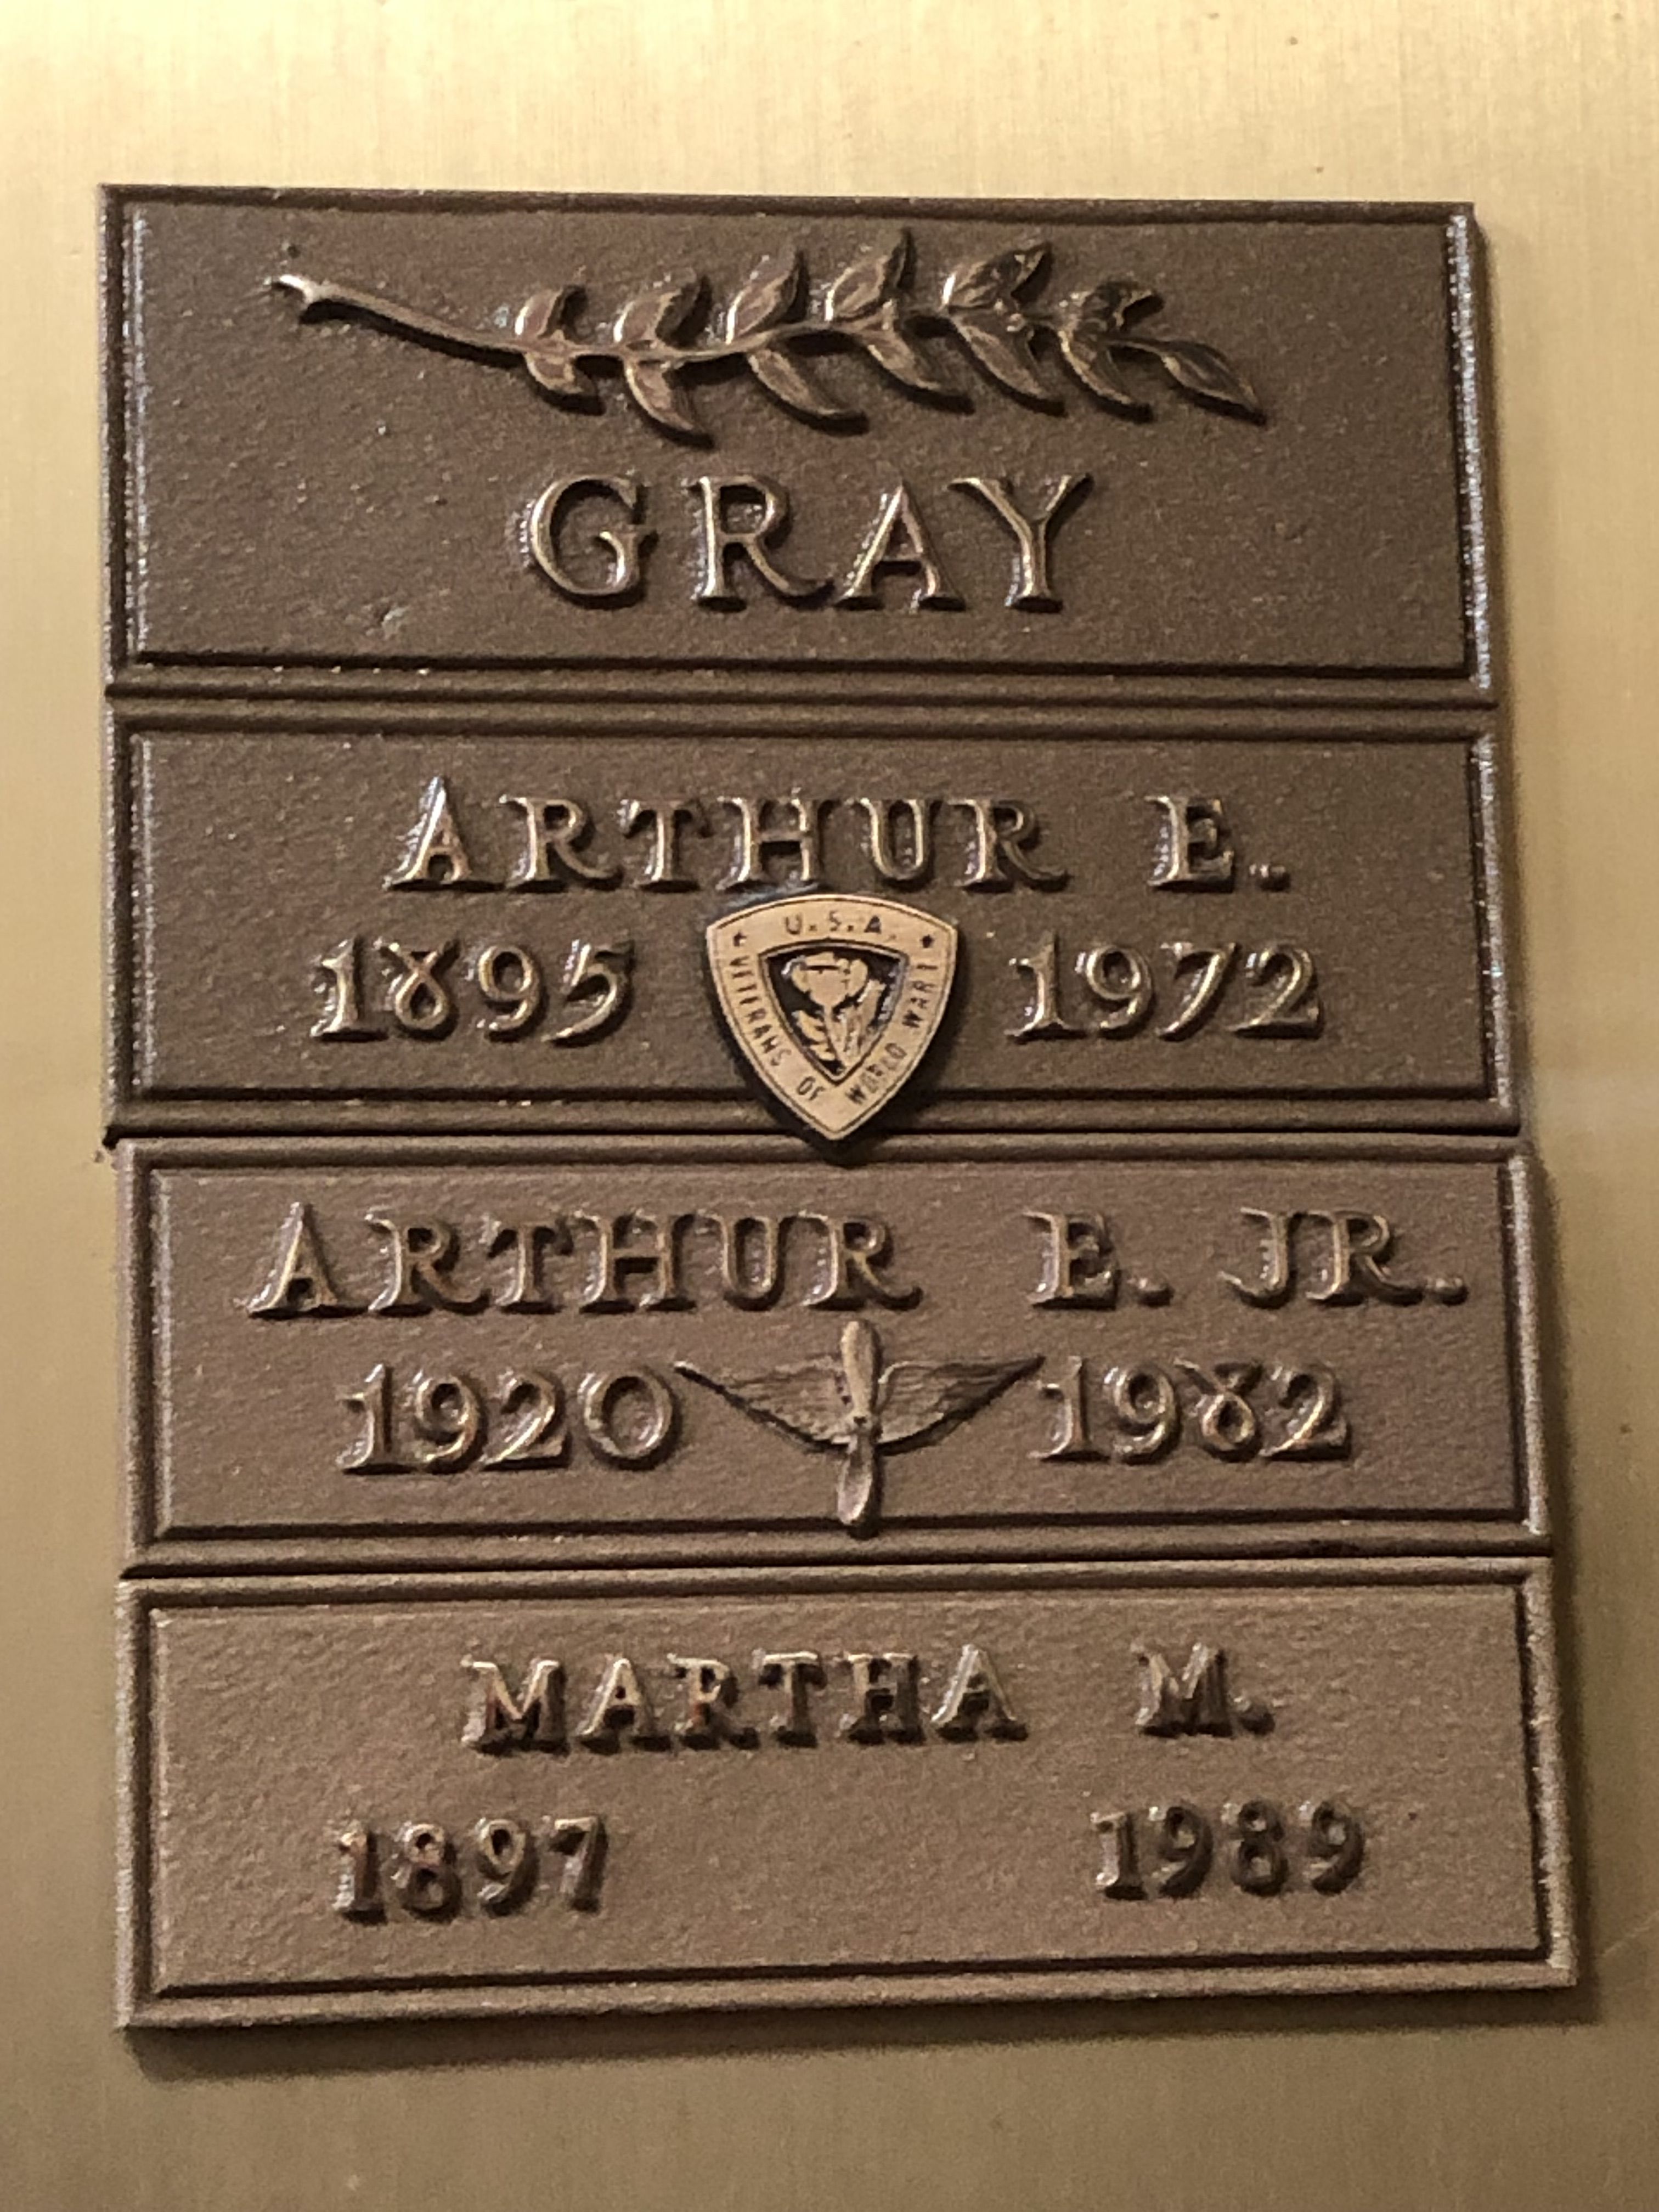 GRAY
ARTHUR E.
1895 1972
U.S.A.
VETERANS OF WORLD WAR I
ARTHUR E. JR.
1920 1982
MARTHA M.
1897 1989